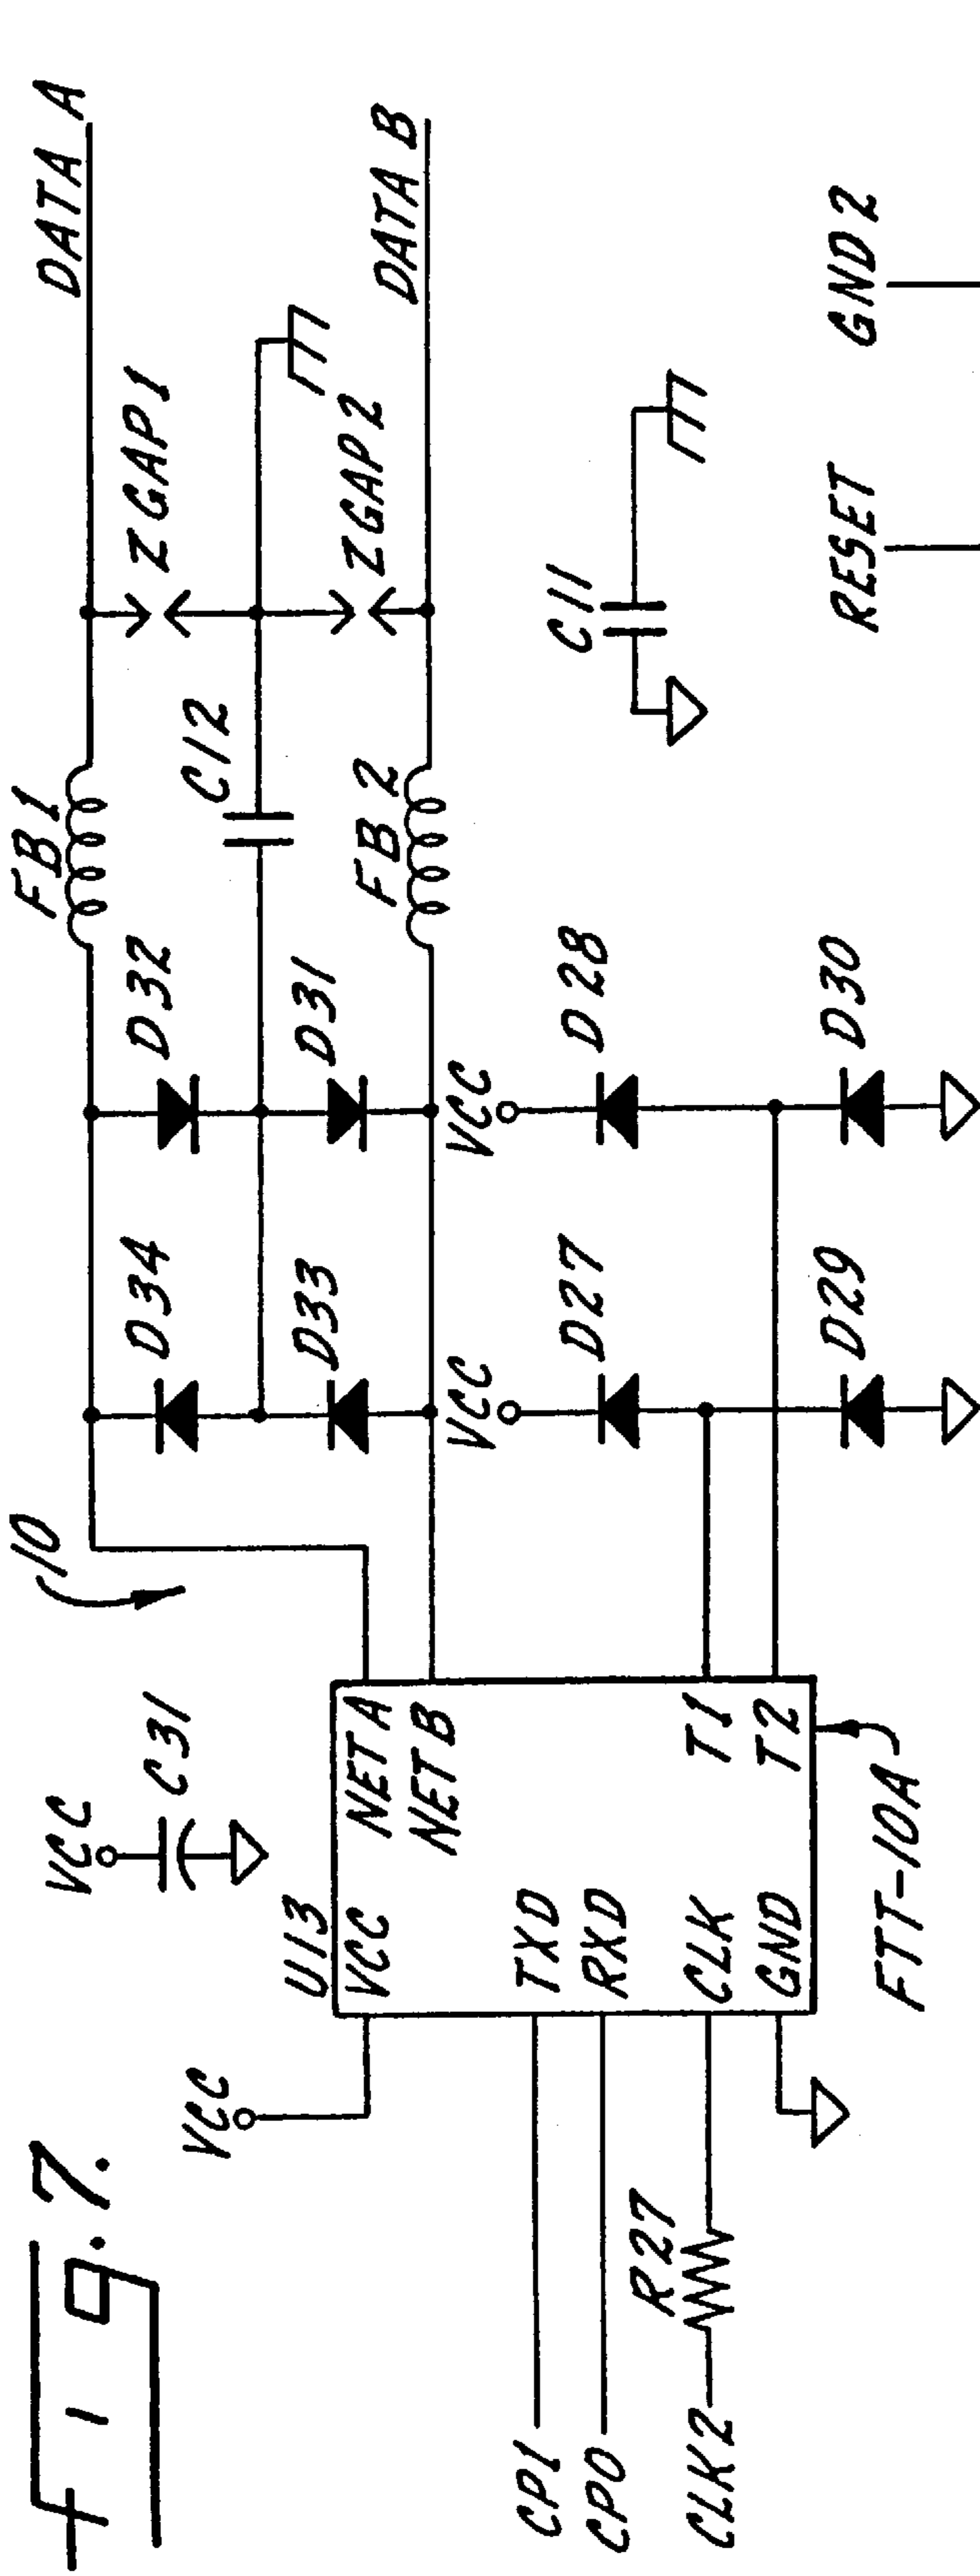 Fig. 7.
10
VCC
C31
VCC
U13
VCC
NET A
NET B
TXD
RXD
CLK
GND
T1
T2
FTT-10A
CP1
CP0
CLK2
R27
D34
D32
D33
D31
FB1
C12
FB2
ZGAP1
ZGAP2
DATA A
DATA B
VCC
D27
VCC
D28
D29
D30
C11
RESET
GND2